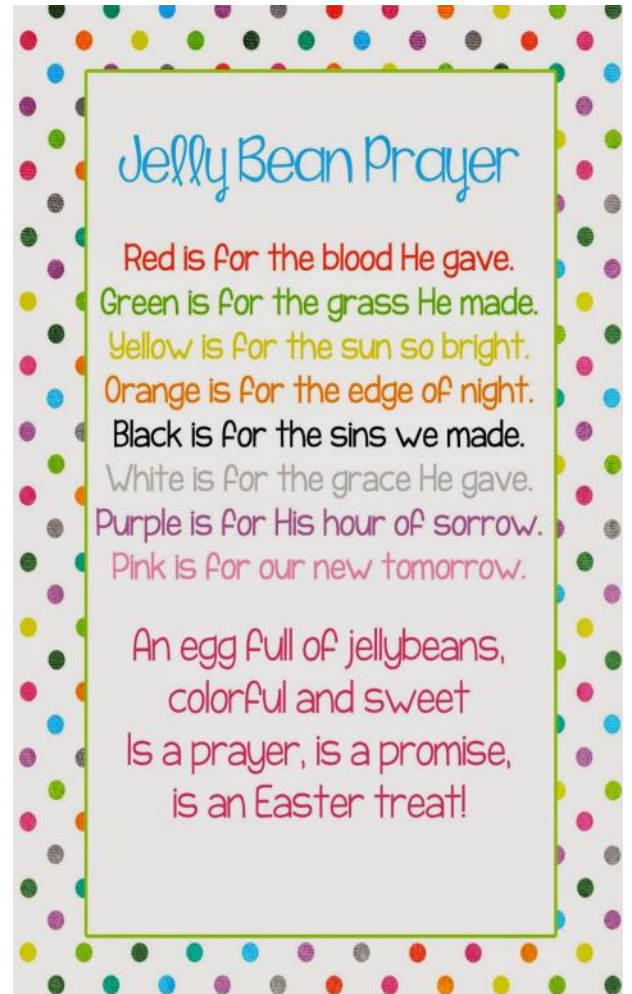 Jelly Bean Prayer
Red is for the blood He gave.
Green is for the grass He made.
Yellow is for the sun so bright.
Orange is for the edge of night.
Black is for the sins we made.
White is for the grace He gave.
Purple is for His hour of sorrow.
Pink is for our new tomorrow.
An egg full of jellybeans,
colorful and sweet
Is a prayer, is a promise,
is an Easter treat!